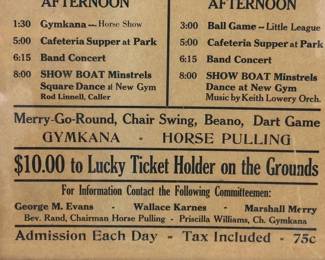 AFTERNOON
1:30 Gymkana — Horse Show
5:00 Cafeteria Supper at Park
6:15 Band Concert
8:00 SHOW BOAT Minstrels
Square Dance at New Gym
Rod Linnell, Caller
AFTERNOON
3:00 Ball Game – Little League
5:00 Cafeteria Supper at Park
6:15 Band Concert
8:00 SHOW BOAT Minstrels
Dance at New Gym
Music by Keith Lowery Orch.
Merry-Go-Round, Chair Swing, Beano, Dart Game
GYMKANA - HORSE PULLING
$10.00 to Lucky Ticket Holder on the Grounds
For Information Contact the Following Committeemen:
George M. Evans - Wallace Karnes - Marshall Merry
Bev. Rand, Chairman Horse Pulling - Priscilla Williams, Ch. Gymkana
Admission Each Day - Tax Included - 75c